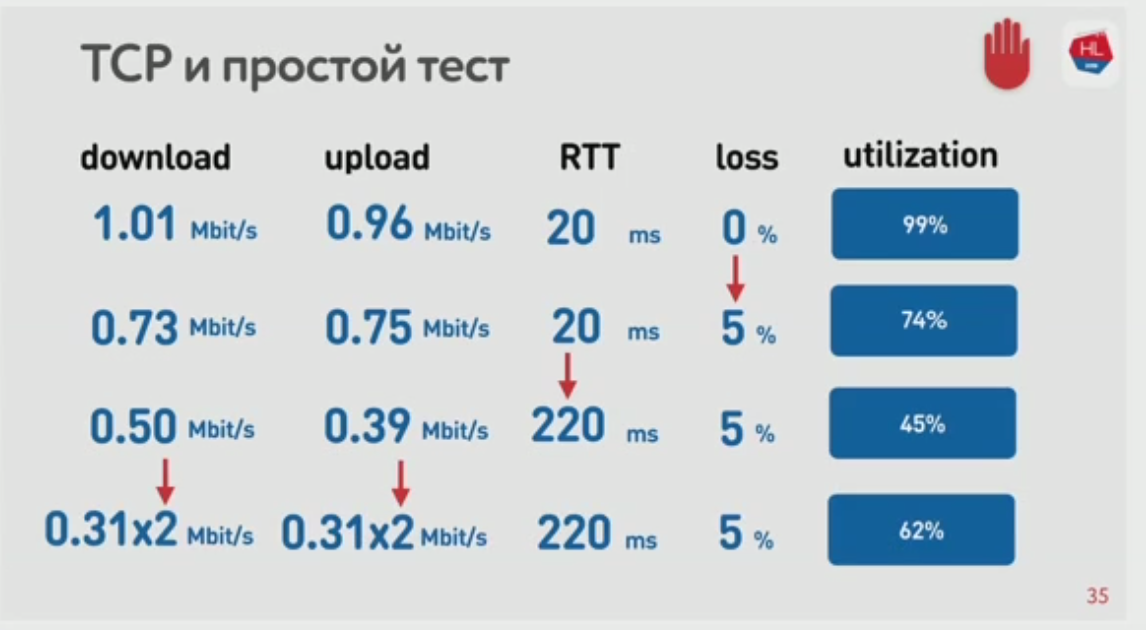 TCP и простой тест
HL
download upload RTT loss utilization
1.01 Mbit/s 0.96 Mbit/s 20 ms 0 % 99%
0.73 Mbit/s 0.75 Mbit/s 20 ms 5 % 74%
0.50 Mbit/s 0.39 Mbit/s 220 ms 5 % 45%
0.31x2 Mbit/s 0.31x2 Mbit/s 220 ms 5 % 62%
35